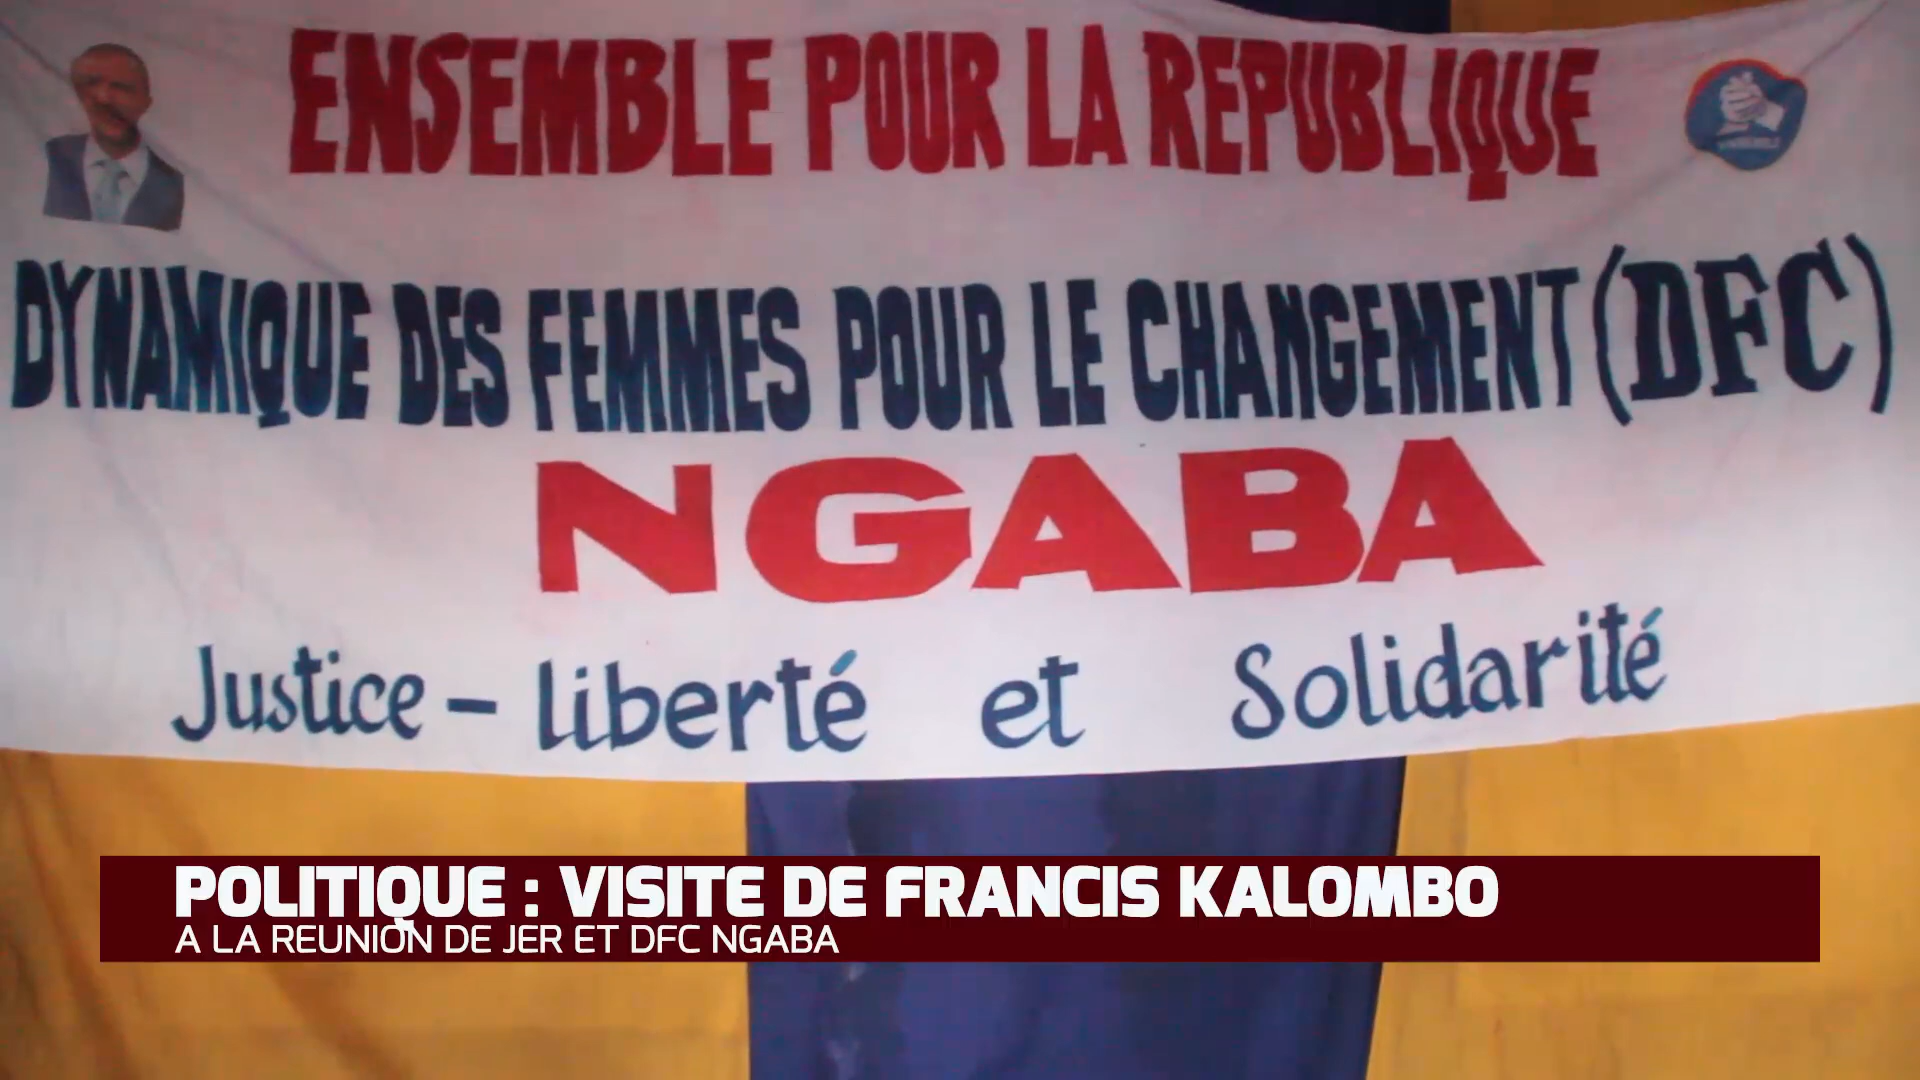 ENSEMBLE POUR LA REPUBLIQUE
DYNAMIQUE DES FEMMES POUR LE CHANGEMENT (DFC)
NGABA
Justice - liberté et Solidarité
POLITIQUE : VISITE DE FRANCIS KALOMBO
A LA REUNION DE JER ET DFC NGABA